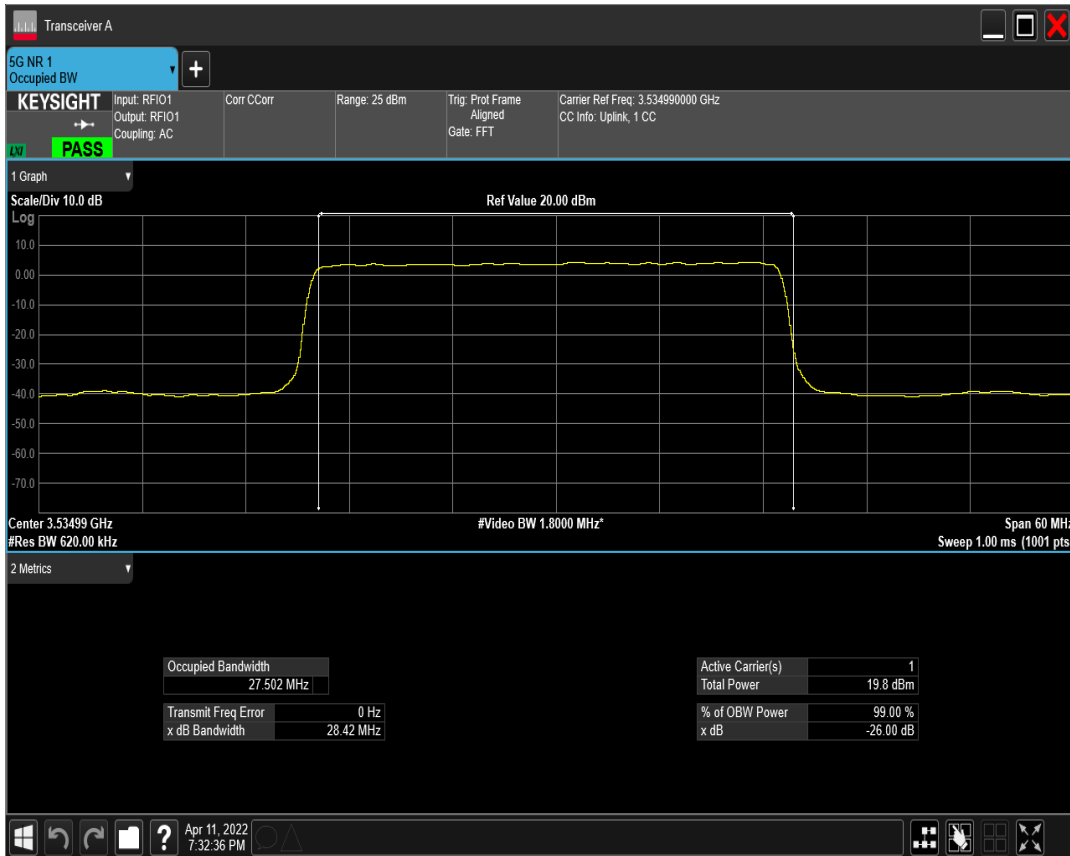 Transceiver A
5G NR 1
Occupied BW
KEYSIGHT
LXI
PASS
Input: RFIO1
Output: RFIO1
Coupling: AC
Corr CCorr
Range: 25 dBm
Trig: Prot Frame
Aligned
Gate: FFT
Carrier Ref Freq: 3.534990000 GHz
CC Info: Uplink, 1 CC
1 Graph
Scale/Div 10.0 dB
Ref Value 20.00 dBm
Log
10.0
0.00
-10.0
-20.0
-30.0
-40.0
-50.0
-60.0
-70.0
Center 3.53499 GHz
#Video BW 1.8000 MHz*
Span 60 MHz
#Res BW 620.00 kHz
Sweep 1.00 ms (1001 pts
2 Metrics
Occupied Bandwidth
27.502 MHz
Transmit Freq Error 0 Hz
x dB Bandwidth 28.42 MHz
Active Carrier(s) 1
Total Power 19.8 dBm
% of OBW Power 99.00 %
x dB -26.00 dB
?
Apr 11, 2022
7:32:36 PM